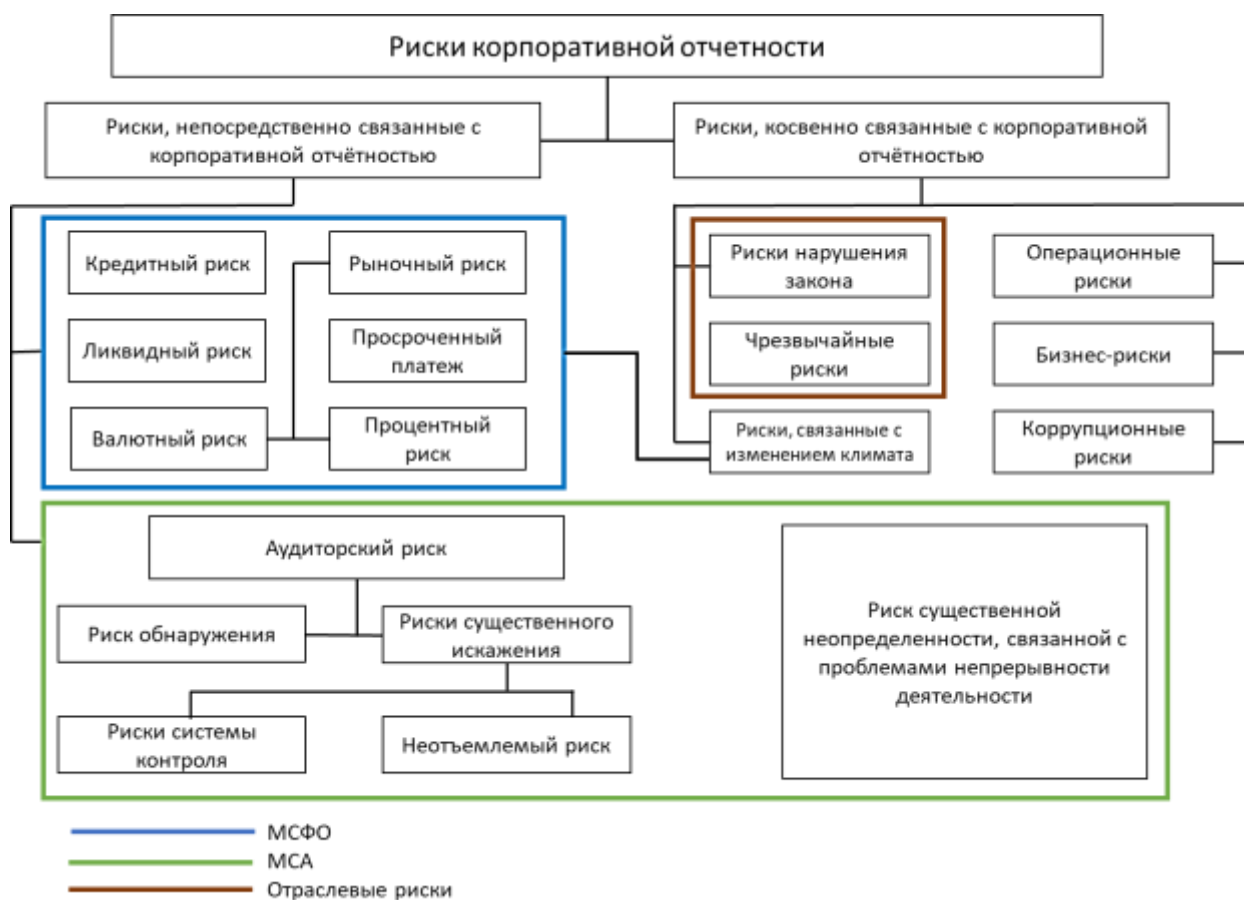 Риски корпоративной отчетности
Риски, непосредственно связанные с
корпоративной отчётностью
Риски, косвенно связанные с корпоративной
отчётностью
Кредитный риск
Рыночный риск
Ликвидный риск
Просроченный
платеж
Валютный риск
Процентный
риск
Риски нарушения
закона
Операционные
риски
Чрезвычайные
риски
Бизнес-риски
Риски, связанные с
изменением климата
Коррупционные
риски
Аудиторский риск
Риск обнаружения
Риски существенного
искажения
Риски системы
контроля
Неотъемлемый риск
Риск существенной
неопределенности, связанной с
проблемами непрерывности
деятельности
МСФО
МСА
Отраслевые риски